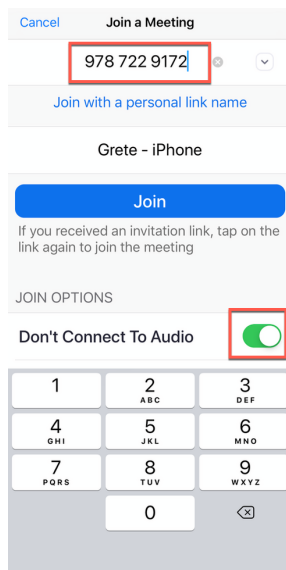 Cancel Join a Meeting
978 722 9172
Join with a personal link name
Grete - iPhone
Join
If you received an invitation link, tap on the
link again to join the meeting
JOIN OPTIONS
Don't Connect To Audio
1 2 3
ABC DEF
4 5 6
GHI JKL MNO
7 8 9
PQRS TUV WXYZ
0